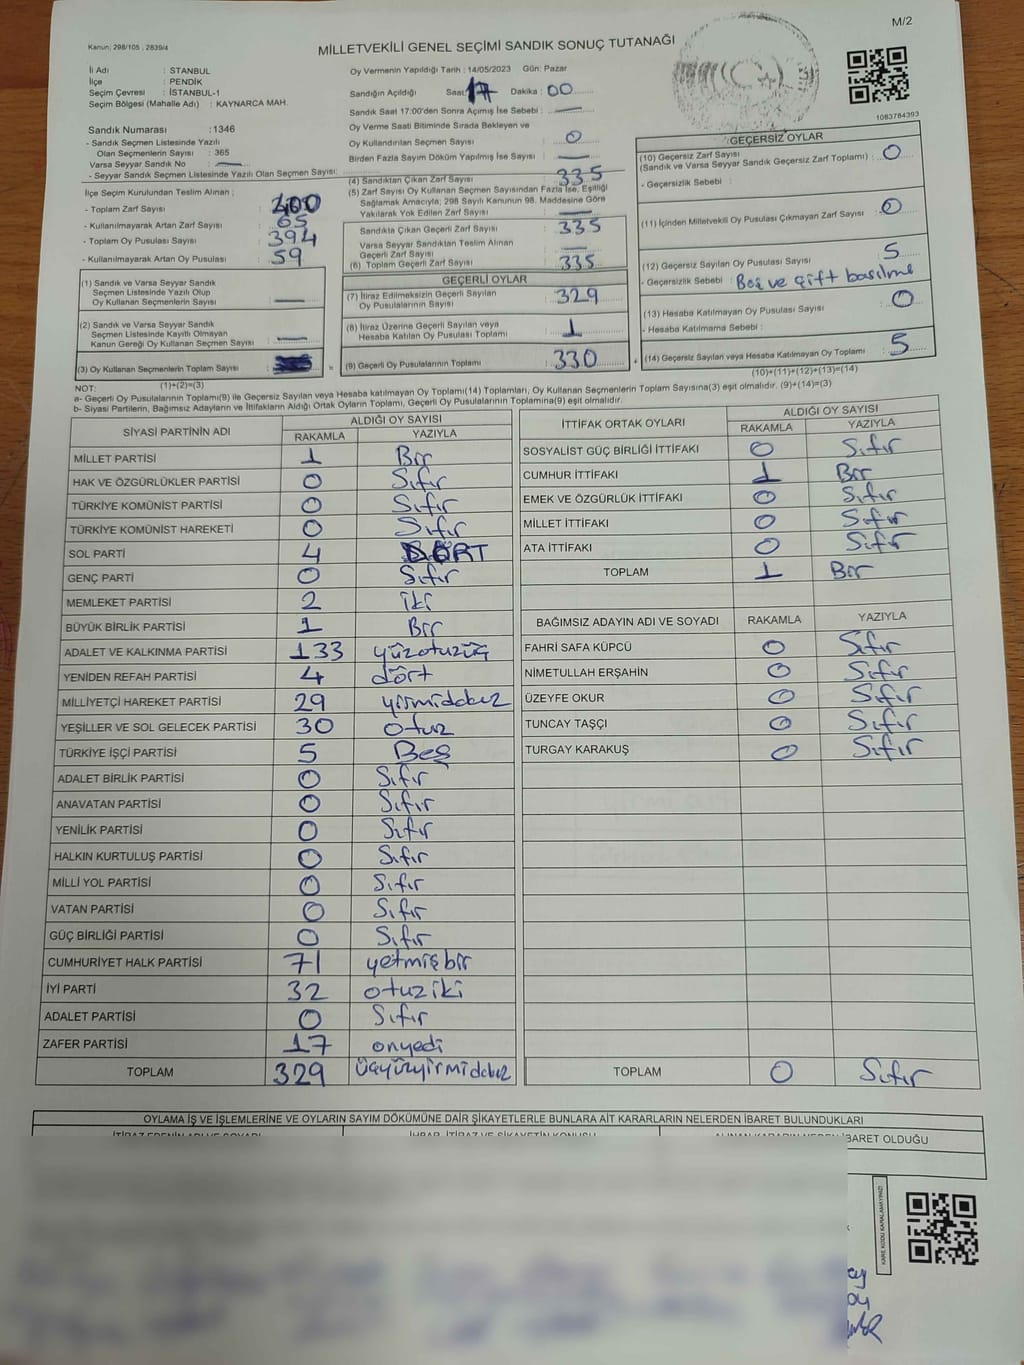 M/2
Kanun: 298/105 , 2839/4
MİLLETVEKİLİ GENEL SEÇİMİ SANDIK SONUÇ TUTANAĞI
İl Adı : STANBUL
İlçe : PENDİK
Seçim Çevresi : İSTANBUL-1
Seçim Bölgesi (Mahalle Adı) : KAYNARCA MAH.
Oy Vermenin Yapıldığı Tarih : 14/05/2023 Gün: Pazar
Sandığın Açıldığı Saat: 17 Dakika : 00
Sandık Saat 17:00'den Sonra Açımış İse Sebebi : —
Oy Verme Saati Bitiminde Sırada Bekleyen ve
Oy Kullandırılan Seçmen Sayısı : 0
Birden Fazla Sayım Döküm Yapılmış İse Sayısı : —
1083784393
Sandık Numarası : 1346
- Sandık Seçmen Listesinde Yazılı
Olan Seçmenlerin Sayısı : 365
Varsa Seyyar Sandık No : —
- Seyyar Sandık Seçmen Listesinde Yazılı Olan Seçmen Sayısı:
İlçe Seçim Kurulundan Teslim Alınan ;
- Toplam Zarf Sayısı : 400
- Kullanılmayarak Artan Zarf Sayısı : 65
- Toplam Oy Pusulası Sayısı : 394
- Kullanılmayarak Artan Oy Pusulası : 59
(1) Sandık ve Varsa Seyyar Sandık
Seçmen Listesinde Yazılı Olup
Oy Kullanan Seçmenlerin Sayısı : —
(2) Sandık ve Varsa Seyyar Sandık
Seçmen Listesinde Kayıtlı Olmayan
Kanun Gereği Oy Kullanan Seçmen Sayısı : —
(3) Oy Kullanan Seçmenlerin Toplam Sayısı :
(4) Sandıktan Çıkan Zarf Sayısı : 335
(5) Zarf Sayısı Oy Kullanan Seçmen Sayısından Fazla İse, Eşitliği
Sağlamak Amacıyla; 298 Sayılı Kanunun 98. Maddesine Göre
Yakılarak Yok Edilen Zarf Sayısı : —
Sandıkta Çıkan Geçerli Zarf Sayısı : 335
Varsa Seyyar Sandıktan Teslim Alınan
Geçerli Zarf Sayısı : —
(6) Toplam Geçerli Zarf Sayısı : 335
GEÇERLİ OYLAR
(7) İtiraz Edilmeksizin Geçerli Sayılan
Oy Pusulalarının Sayısı : 329
(8) İtiraz Üzerine Geçerli Sayılan veya
Hesaba Katılan Oy Pusulası Toplamı : 1
(9) Geçerli Oy Pusulalarının Toplamı : 330
GEÇERSİZ OYLAR
(10) Geçersiz Zarf Sayısı
(Sandık ve Varsa Seyyar Sandık Geçersiz Zarf Toplamı) : 0
- Geçersizlik Sebebi :
(11) İçinden Milletvekili Oy Pusulası Çıkmayan Zarf Sayısı : 0
(12) Geçersiz Sayılan Oy Pusulası Sayısı : 5
- Geçersizlik Sebebi : Boş ve çift basılme
(13) Hesaba Katılmayan Oy Pusulası Sayısı : 0
- Hesaba Katılmama Sebebi :
(14) Geçersiz Sayılan veya Hesaba Katılmayan Oy Toplamı : 5
NOT: (1)+(2)=(3)
(10)+(11)+(12)+(13)=(14)
a- Geçerli Oy Pusulalarının Toplamı(9) ile Geçersiz Sayılan veya Hesaba katılmayan Oy Toplamı(14) Toplamları, Oy Kullanan Seçmenlerin Toplam Sayısına(3) eşit olmalıdır. (9)+(14)=(3)
b- Siyasi Partilerin, Bağımsız Adayların ve İttifakların Aldığı Ortak Oyların Toplamı, Geçerli Oy Pusulalarının Toplamına(9) eşit olmalıdır.
SİYASİ PARTİNİN ADI ALDIĞI OY SAYISI
RAKAMLA YAZIYLA
MİLLET PARTİSİ 1 Bir
HAK VE ÖZGÜRLÜKLER PARTİSİ 0 Sıfır
TÜRKİYE KOMÜNİST PARTİSİ 0 Sıfır
TÜRKİYE KOMÜNİST HAREKETİ 0 Sıfır
SOL PARTİ 4 DÖRT
GENÇ PARTİ 0 Sıfır
MEMLEKET PARTİSİ 2 iki
BÜYÜK BİRLİK PARTİSİ 1 Bir
ADALET VE KALKINMA PARTİSİ 133 yüzotuzüç
YENİDEN REFAH PARTİSİ 4 dört
MİLLİYETÇİ HAREKET PARTİSİ 29 yirmidokuz
YEŞİLLER VE SOL GELECEK PARTİSİ 30 otuz
TÜRKİYE İŞÇİ PARTİSİ 5 Beş
ADALET BİRLİK PARTİSİ 0 Sıfır
ANAVATAN PARTİSİ 0 Sıfır
YENİLİK PARTİSİ 0 Sıfır
HALKIN KURTULUŞ PARTİSİ 0 Sıfır
MİLLİ YOL PARTİSİ 0 Sıfır
VATAN PARTİSİ 0 Sıfır
GÜÇ BİRLİĞİ PARTİSİ 0 Sıfır
CUMHURİYET HALK PARTİSİ 71 yetmişbir
İYİ PARTİ 32 otuziki
ADALET PARTİSİ 0 Sıfır
ZAFER PARTİSİ 17 onyedi
TOPLAM 329 üçyüzyirmidokuz
İTTİFAK ORTAK OYLARI ALDIĞI OY SAYISI
RAKAMLA YAZIYLA
SOSYALİST GÜÇ BİRLİĞİ İTTİFAKI 0 Sıfır
CUMHUR İTTİFAKI 1 Bir
EMEK VE ÖZGÜRLÜK İTTİFAKI 0 Sıfır
MİLLET İTTİFAKI 0 Sıfır
ATA İTTİFAKI 0 Sıfır
TOPLAM 1 Bir
BAĞIMSIZ ADAYIN ADI VE SOYADI RAKAMLA YAZIYLA
FAHRİ SAFA KÜPCÜ 0 Sıfır
NİMETULLAH ERŞAHİN 0 Sıfır
ÜZEYFE OKUR 0 Sıfır
TUNCAY TAŞÇI 0 Sıfır
TURGAY KARAKUŞ 0 Sıfır
TOPLAM 0 Sıfır
OYLAMA İŞ VE İŞLEMLERİNE VE OYLARIN SAYIM DÖKÜMÜNE DAİR ŞİKAYETLERLE BUNLARA AİT KARARLARIN NELERDEN İBARET BULUNDUKLARI
İBARET OLDUĞU
KARE KODU KARALAMAYINIZ!